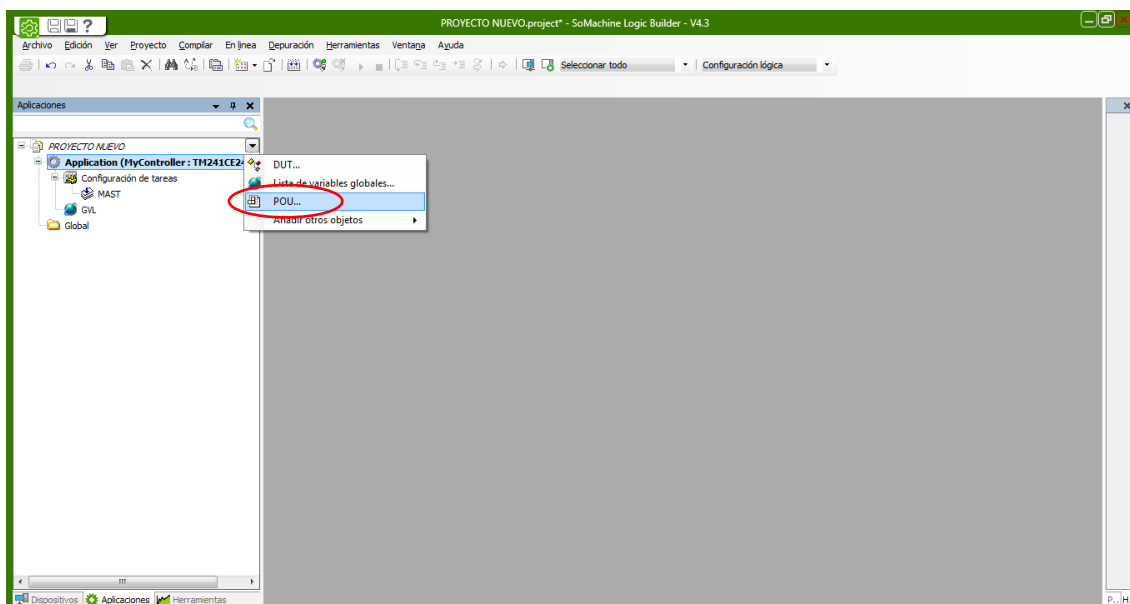 PROYECTO NUEVO.project* - SoMachine Logic Builder - V4.3
Archivo Edición Ver Proyecto Compilar En línea Depuración Herramientas Ventana Ayuda
Seleccionar todo Configuración lógica
Aplicaciones
PROYECTO NUEVO
Application (MyController : TM241CE24
Configuración de tareas
MAST
GVL
Global
DUT...
Lista de variables globales...
POU...
Añadir otros objetos
Dispositivos Aplicaciones Herramientas
P... H